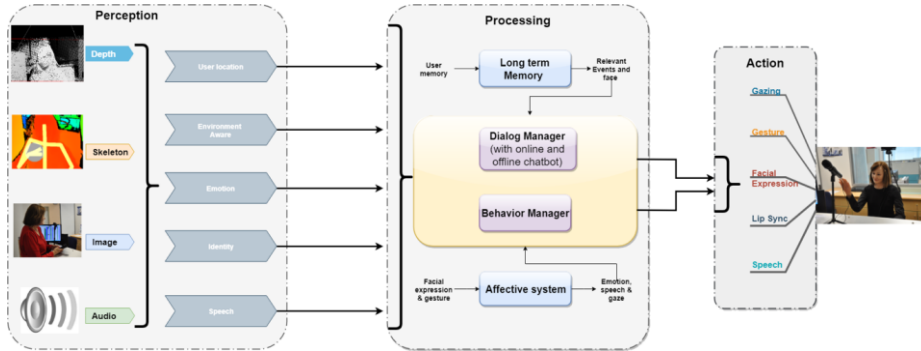 Perception
Depth
Skeleton
Image
Audio
User location
Environment
Aware
Emotion
Identity
Speech
Processing
User
memory
Long term
Memory
Relevant
Events and
face
Dialog Manager
(with online and
offline chatbot)
Behavior Manager
Facial
expression
& gesture
Affective system
Emotion,
speech &
gaze
Action
Gazing
Gesture
Facial
Expression
Lip Sync
Speech